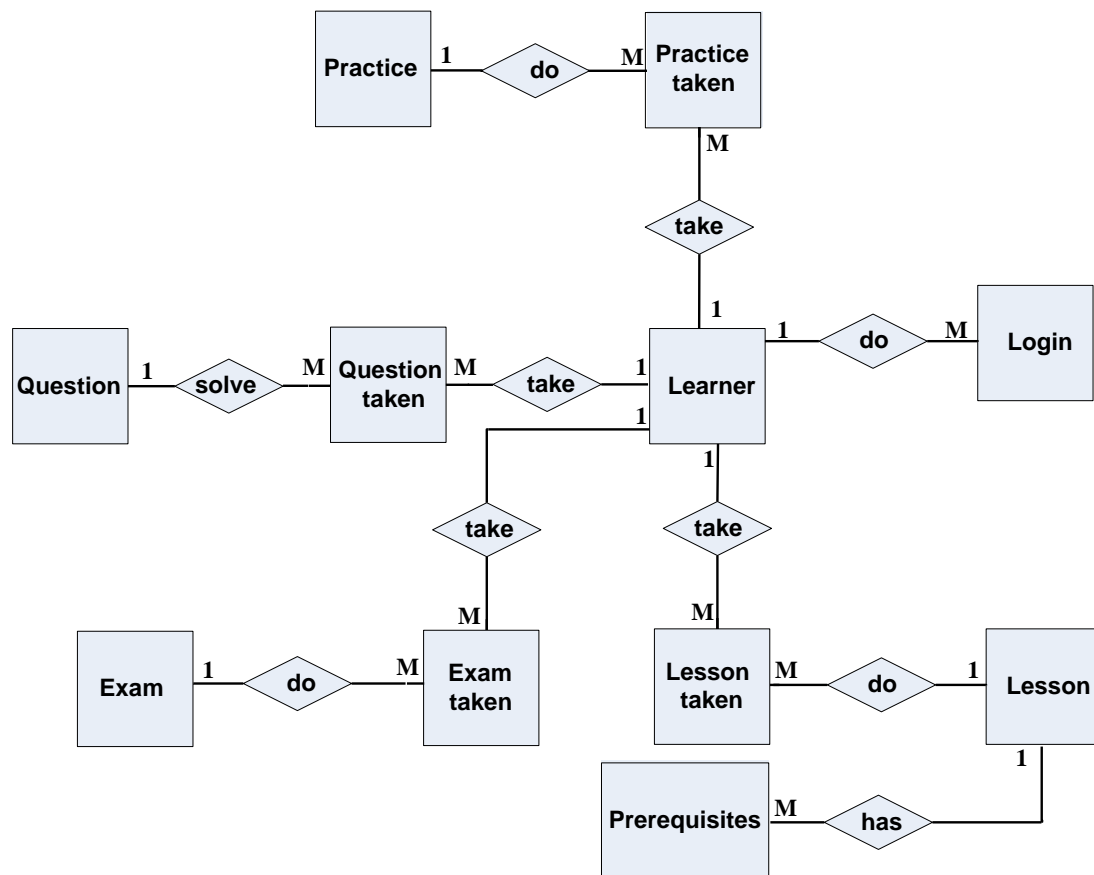 1
M
Practice
do
Practice
taken
M
take
1
1
M
do
Login
1
M
M
1
Question
solve
Question
taken
take
Learner
1
1
take
take
M
M
1
M
M
1
Exam
do
Exam
taken
Lesson
taken
do
Lesson
1
M
Prerequisites
has